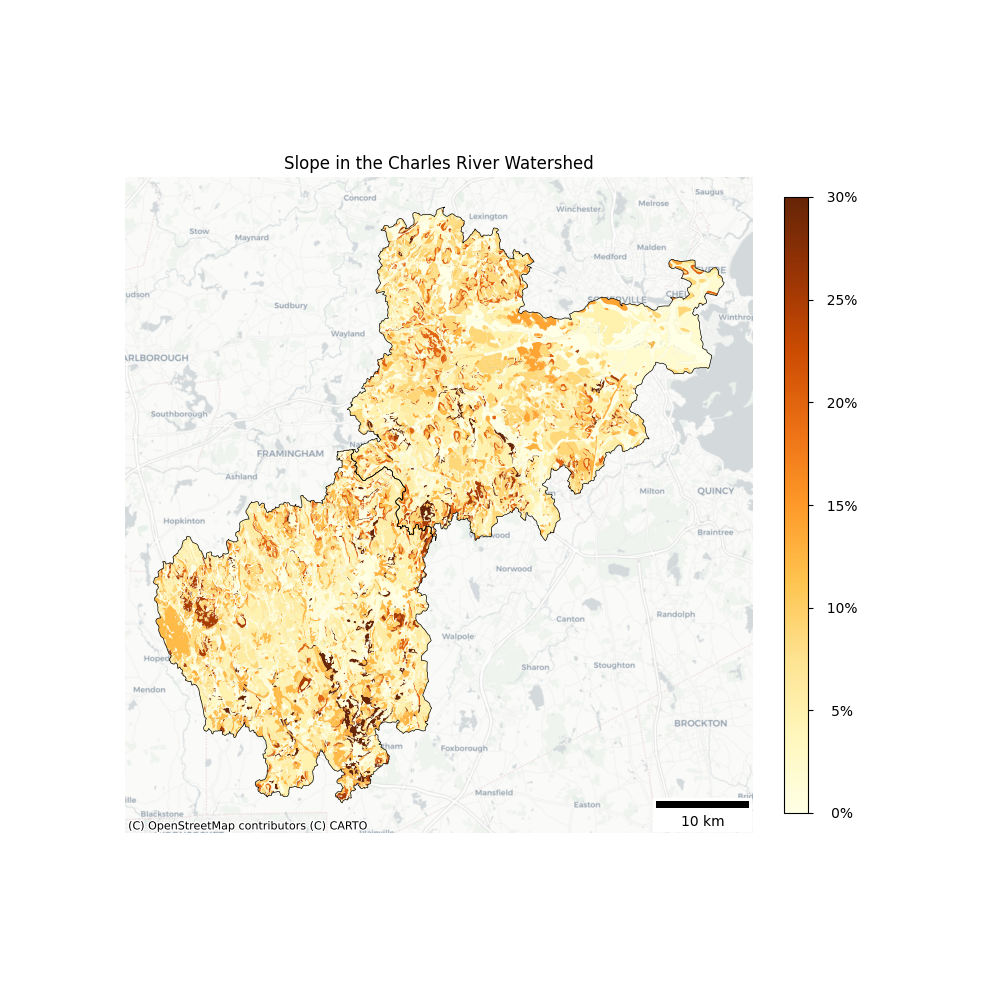 Slope in the Charles River Watershed
Saugus
Concord
Melrose
Winchester
Lexington
Stow
Maynard
Malden
Medford
udson
Sudbury
Winthrop
Wayland
ARLBOROUGH
Southborough
FRAMINGHAM
Ashland
Milton
QUINCY
Hopkinton
Braintree
Norwood
Canton
Randolph
Walpole
Sharon
Stoughton
Mendon
BROCKTON
Foxborough
Mansfield
Easton
Blackstone
(C) OpenStreetMap contributors (C) CARTO
10 km
30%
25%
20%
15%
10%
5%
0%